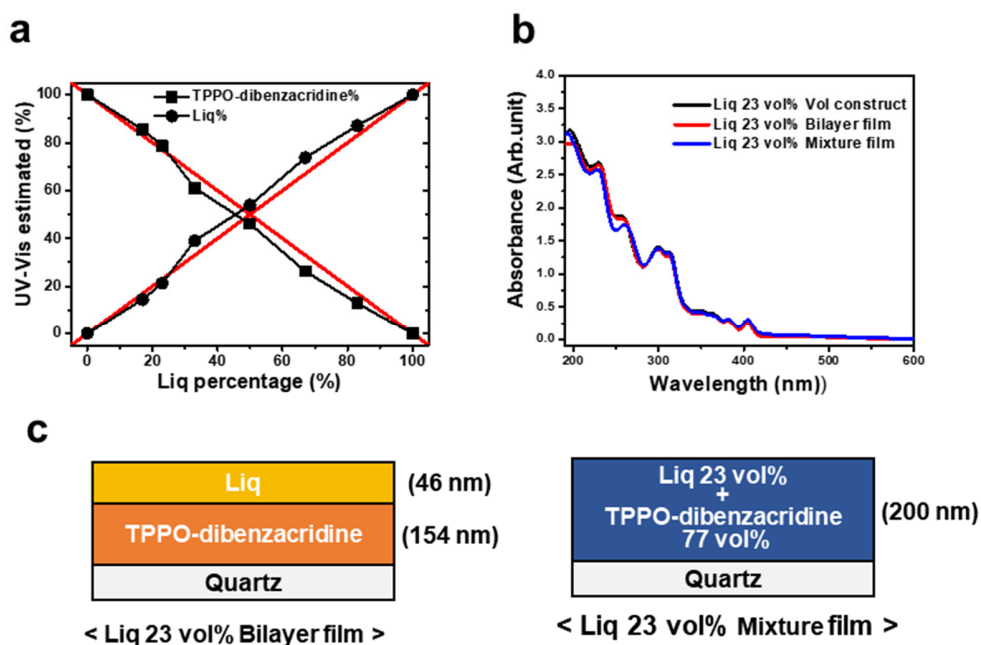 a
UV-Vis estimated (%)
100
80
60
40
20
0
TPPO-dibenzacridine%
Liq%
0 20 40 60 80 100
Liq percentage (%)
b
Absorbance (Arb.unit)
4.0
3.5
3.0
2.5
2.0
1.5
1.0
0.5
0.0
Liq 23 vol% Vol construct
Liq 23 vol% Bilayer film
Liq 23 vol% Mixture film
200 300 400 500 600
Wavelength (nm))
c
Liq (46 nm)
TPPO-dibenzacridine (154 nm)
Quartz
< Liq 23 vol% Bilayer film >
Liq 23 vol%
+
TPPO-dibenzacridine
77 vol%
(200 nm)
Quartz
< Liq 23 vol% Mixture film >